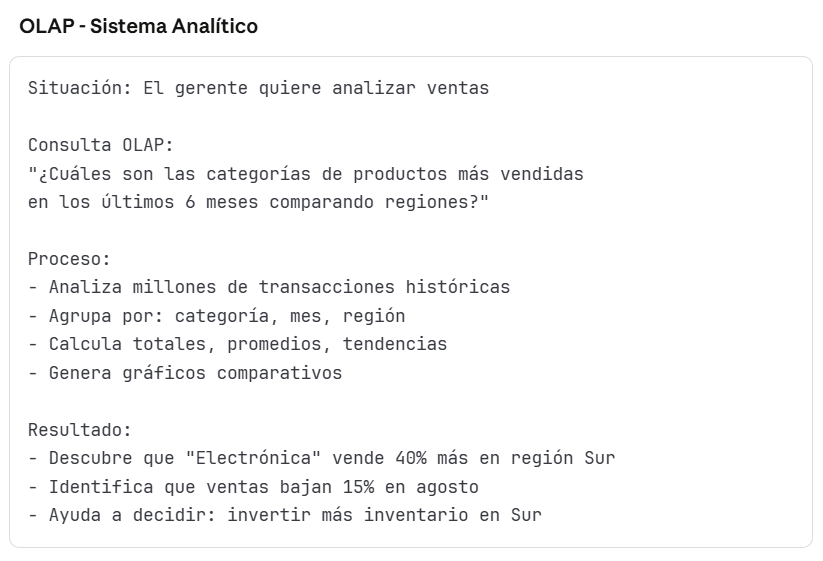 OLAP - Sistema Analítico
Situación: El gerente quiere analizar ventas
Consulta OLAP:
"¿Cuáles son las categorías de productos más vendidas
en los últimos 6 meses comparando regiones?"
Proceso:
- Analiza millones de transacciones históricas
- Agrupa por: categoría, mes, región
- Calcula totales, promedios, tendencias
- Genera gráficos comparativos
Resultado:
- Descubre que "Electrónica" vende 40% más en región Sur
- Identifica que ventas bajan 15% en agosto
- Ayuda a decidir: invertir más inventario en Sur